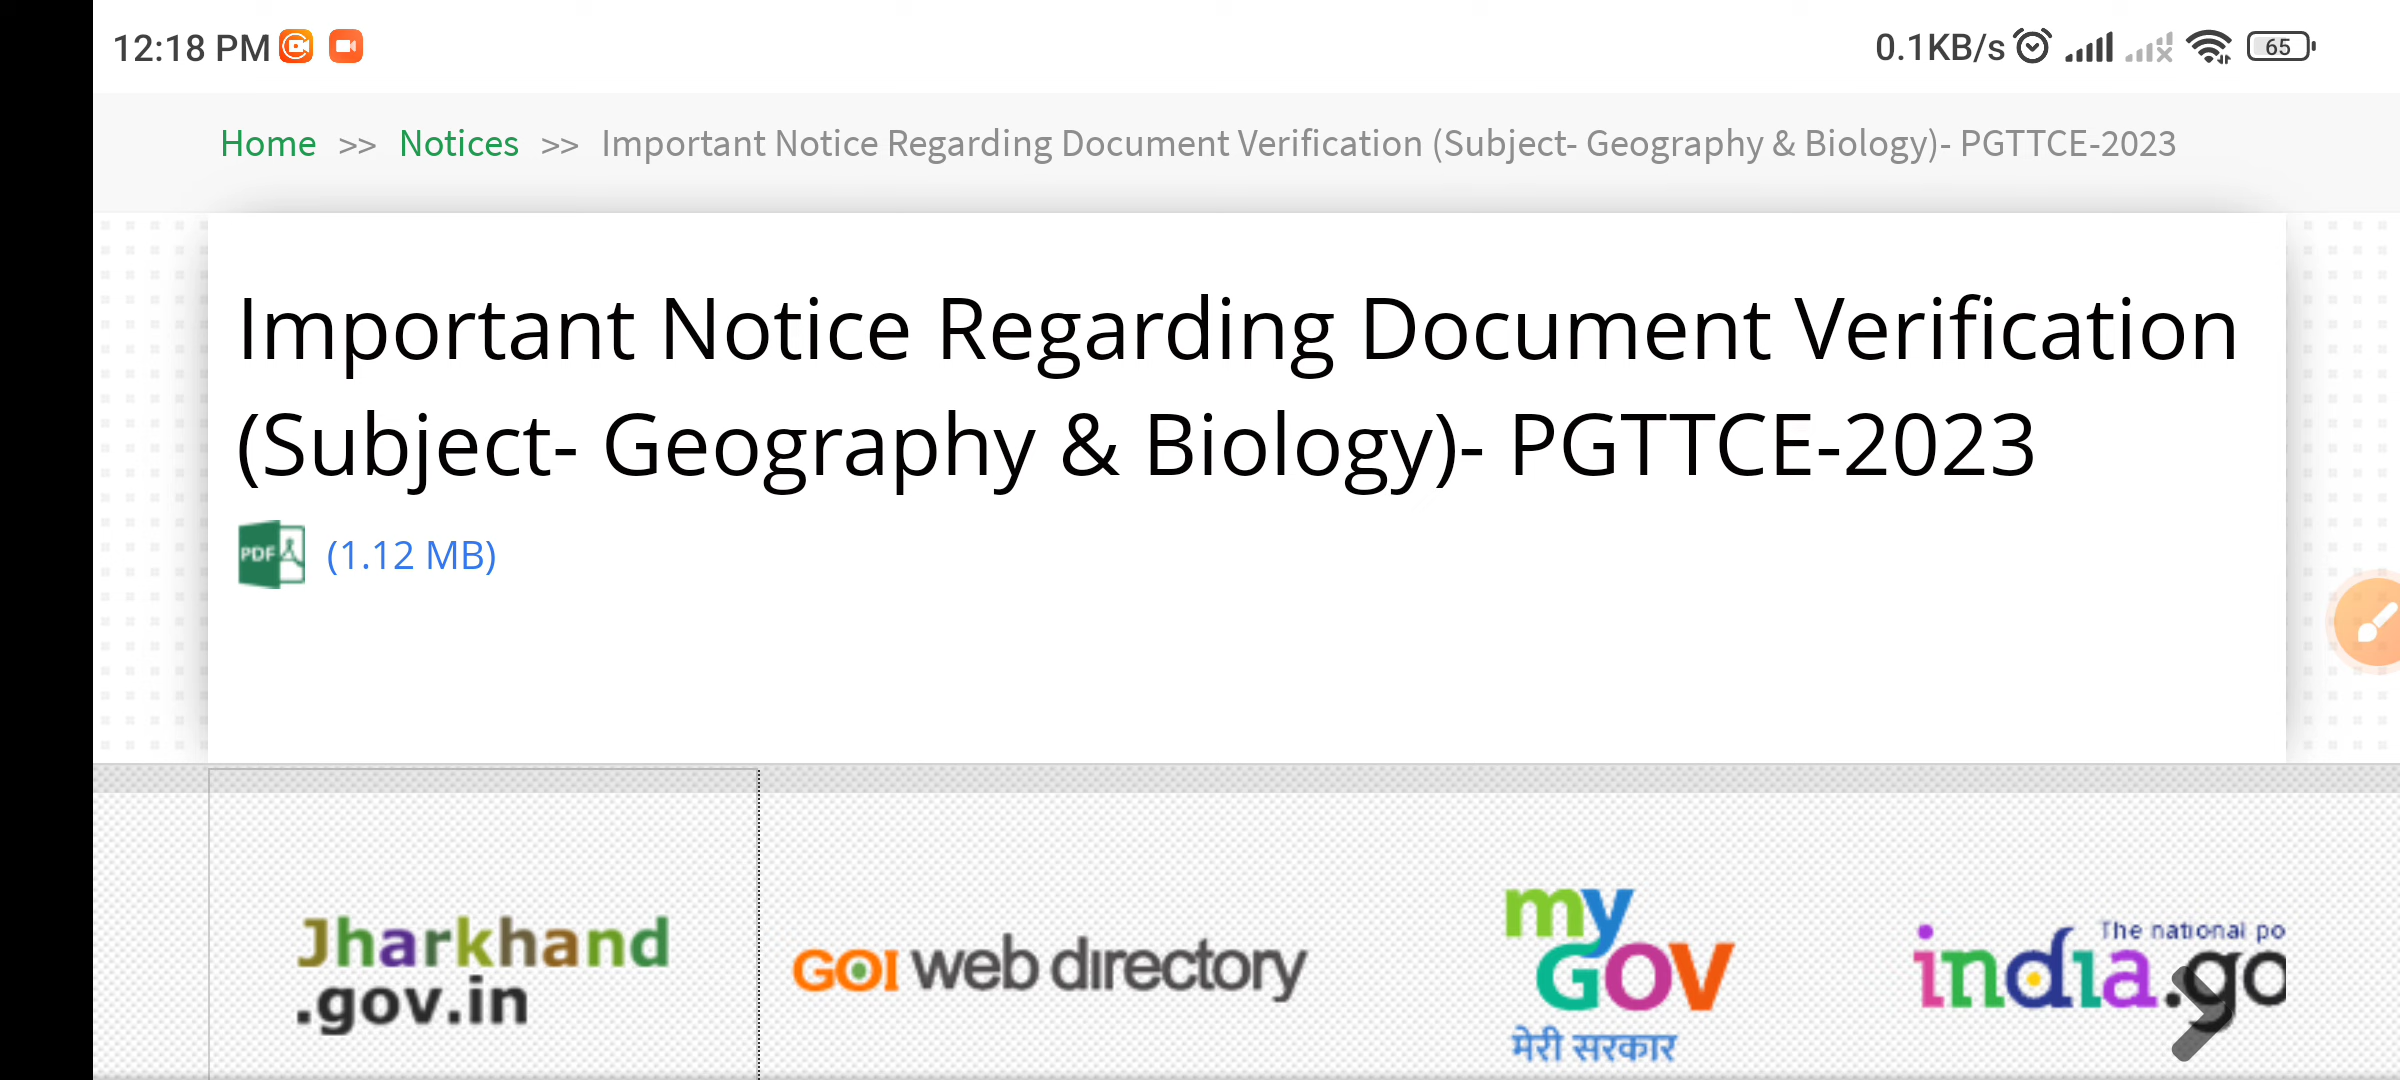 12:18 PM
0.1KB/s
65
Home >> Notices >> Important Notice Regarding Document Verification (Subject- Geography & Biology)- PGTTCE-2023
Important Notice Regarding Document Verification
(Subject- Geography & Biology)- PGTTCE-2023
PDF (1.12 MB)
Jharkhand
.gov.in
GOI web directory
my
GOV
मेरी सरकार
The national po
india.go